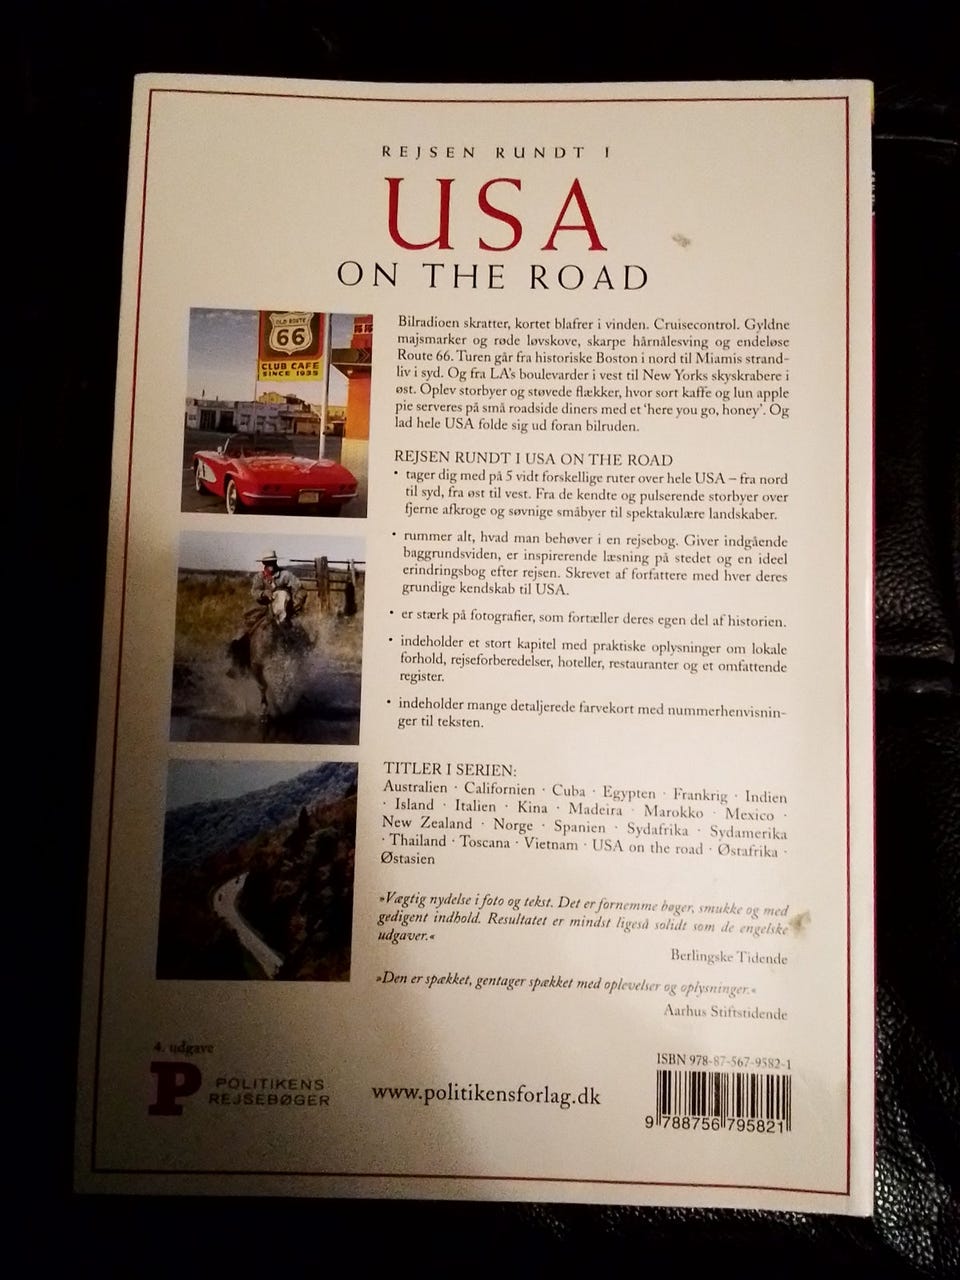 REJSEN RUNDT I
USA
ON THE ROAD
OLD ROUTE
66
CLUB CAFE
SINCE 1935
Bilradioen skratter, kortet blafrer i vinden. Cruisecontrol. Gyldne
majsmarker og røde løvskove, skarpe hårnålesving og endeløse
Route 66. Turen går fra historiske Boston i nord til Miamis strand-
liv i syd. Og fra LA's boulevarder i vest til New Yorks skyskrabere i
øst. Oplev storbyer og støvede flækker, hvor sort kaffe og lun apple
pie serveres på små roadside diners med et 'here you go, honey'. Og
lad hele USA folde sig ud foran bilruden.
REJSEN RUNDT I USA ON THE ROAD
• tager dig med på 5 vidt forskellige ruter over hele USA – fra nord
til syd, fra øst til vest. Fra de kendte og pulserende storbyer over
fjerne afkroge og søvnige småbyer til spektakulære landskaber.
• rummer alt, hvad man behøver i en rejsebog. Giver indgående
baggrundsviden, er inspirerende læsning på stedet og en ideel
erindringsbog efter rejsen. Skrevet af forfattere med hver deres
grundige kendskab til USA.
• er stærk på fotografier, som fortæller deres egen del af historien.
• indeholder et stort kapitel med praktiske oplysninger om lokale
forhold, rejseforberedelser, hoteller, restauranter og et omfattende
register.
• indeholder mange detaljerede farvekort med nummerhenvisnin-
ger til teksten.
TITLER I SERIEN:
Australien · Californien · Cuba · Egypten · Frankrig · Indien
· Island · Italien · Kina · Madeira · Marokko · Mexico ·
New Zealand · Norge · Spanien · Sydafrika · Sydamerika
· Thailand · Toscana · Vietnam · USA on the road · Østafrika ·
Østasien
»Vægtig nydelse i foto og tekst. Det er fornemme bøger, smukke og med
gedigent indhold. Resultatet er mindst ligeså solidt som de engelske
udgaver.«
Berlingske Tidende
»Den er spækket, gentager spækket med oplevelser og oplysninger.«
Aarhus Stiftstidende
4. udgave
P
POLITIKENS
REJSEBØGER
www.politikensforlag.dk
ISBN 978-87-567-9582-1
9 788756 795821